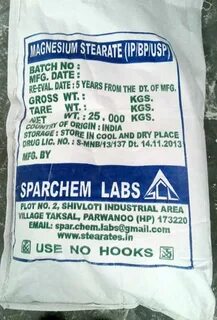 MAGNESIUM STEARATE (IP/BP/USP)
BATCH NO :
MFG. DATE :
RE-EVAL. DATE : 5 YEARS FROM THE DT. OF MFG.
GROSS WT. : KGS.
TARE WT. : KGS.
NET WT. : 25.000 KGS.
COUNTRY OF ORIGIN : INDIA
STORAGE : STORE IN COOL AND DRY PLACE
DRUG LIC. NO. : S-MNB/13/137 Dt. 14.11.2013
MFG. BY
SPARCHEM LABS
PLOT NO. 2, SHIVLOTI INDUSTRIAL AREA
VILLAGE TAKSAL, PARWANOO (HP) 173220
EMAIL: spar.chem.labs@gmail.com
www.stearates.in
USE NO HOOKS